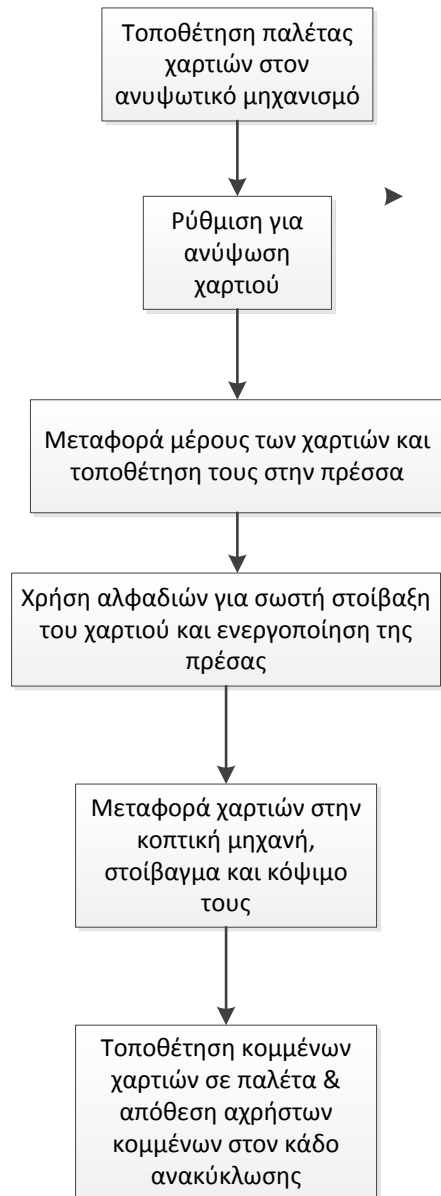 Τοποθέτηση παλέτας
χαρτιών στον
ανυψωτικό μηχανισμό
Ρύθμιση για
ανύψωση
χαρτιού
Μεταφορά μέρους των χαρτιών και
τοποθέτηση τους στην πρέσσα
Χρήση αλφαδιών για σωστή στοίβαξη
του χαρτιού και ενεργοποίηση της
πρέσας
Μεταφορά χαρτιών στην
κοπτική μηχανή,
στοίβαγμα και κόψιμο
τους
Τοποθέτηση κομμένων
χαρτιών σε παλέτα &
απόθεση αχρήστων
κομμένων στον κάδο
ανακύκλωσης